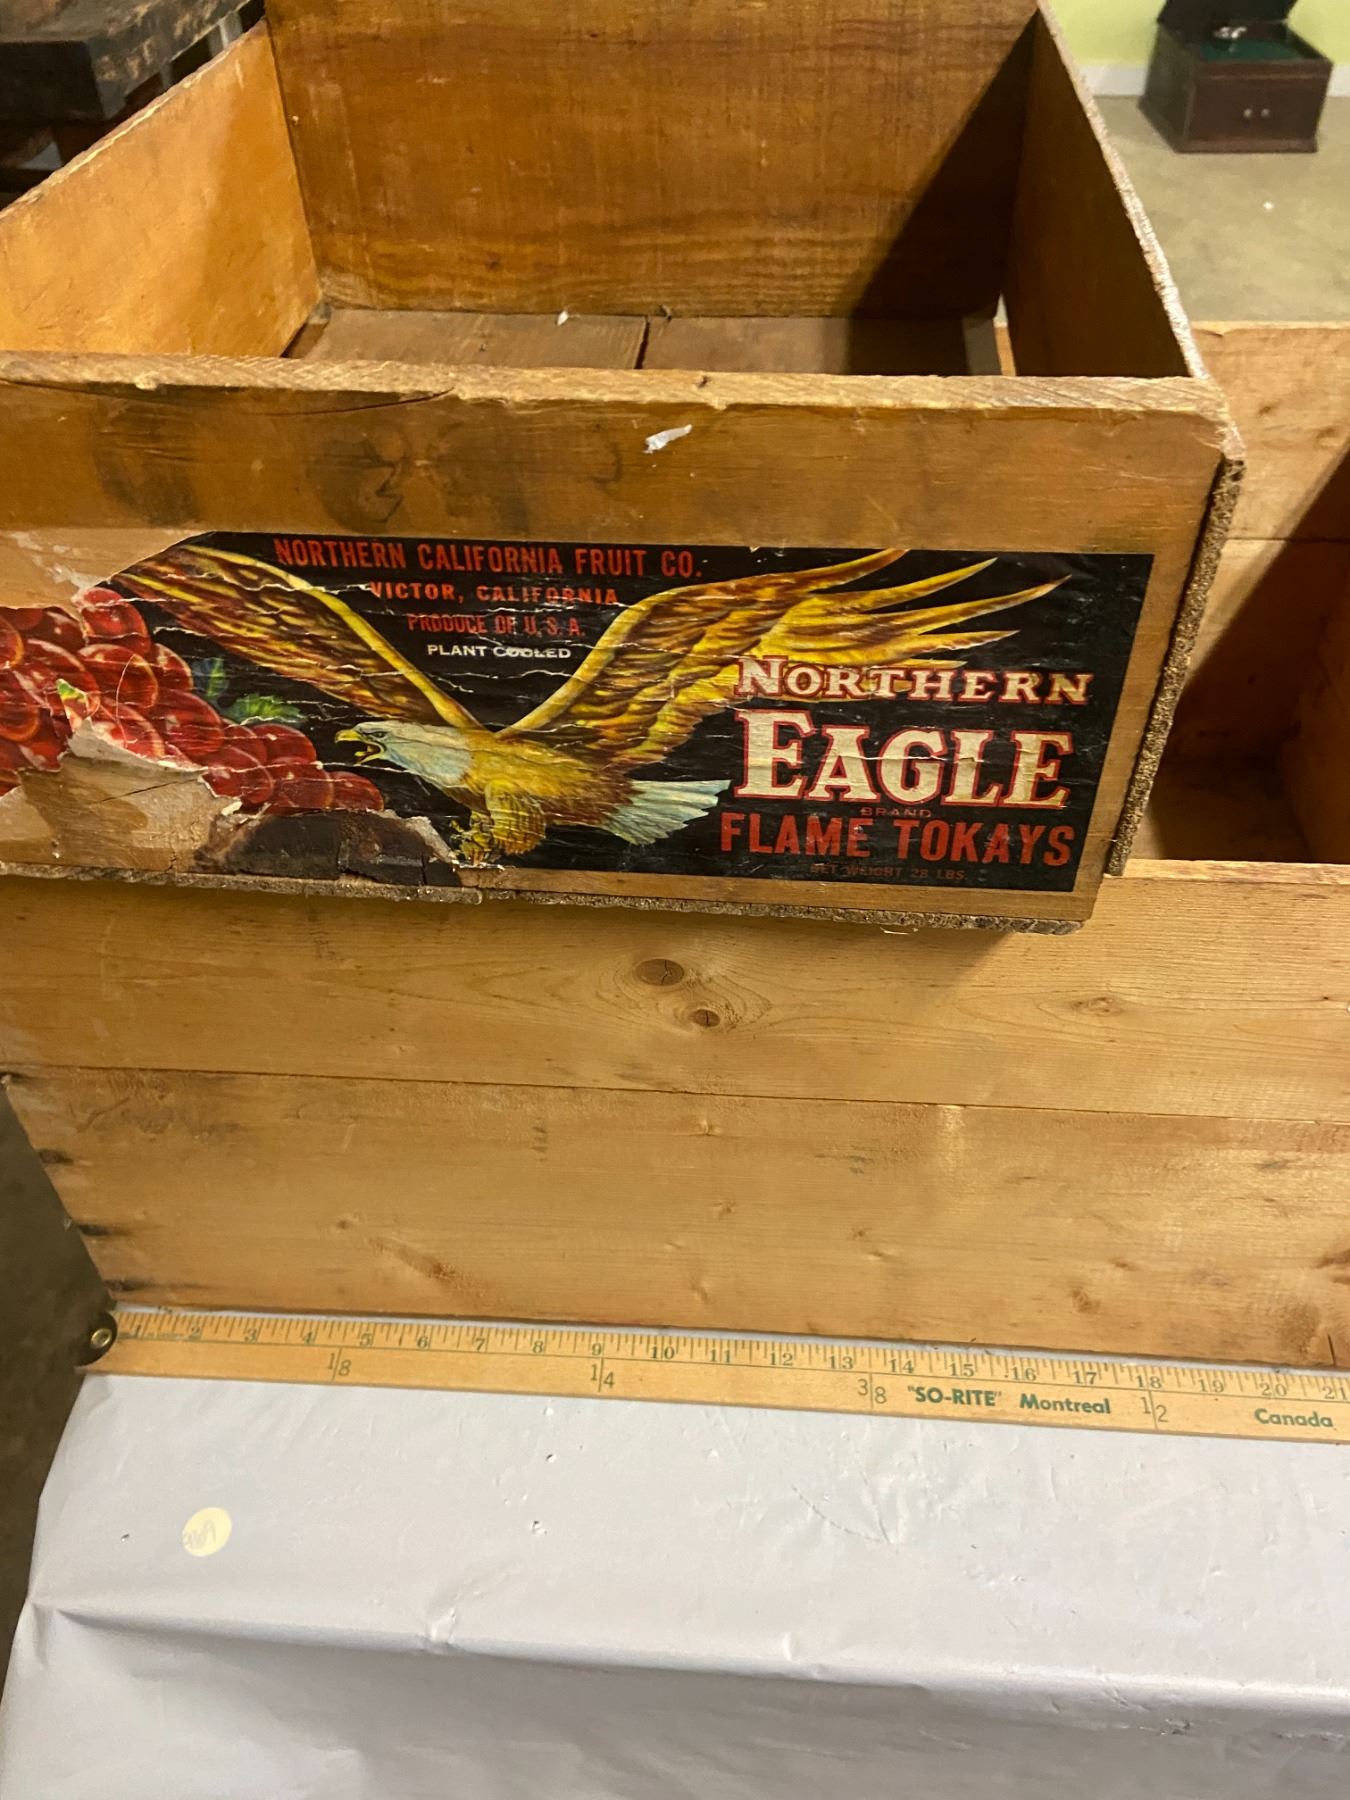 NORTHERN CALIFORNIA FRUIT CO.
VICTOR, CALIFORNIA
PRODUCE OF U.S.A.
PLANT COOLED
NORTHERN
EAGLE
BRAND
FLAME TOKAYS
NET WEIGHT 28 LBS.
1 2 3 4 5 6 7 8 9 10 11 12 13 14 15 16 17 18 19 20 21
1|8 1|4 3|8 "SO-RITE" Montreal 1|2 Canada